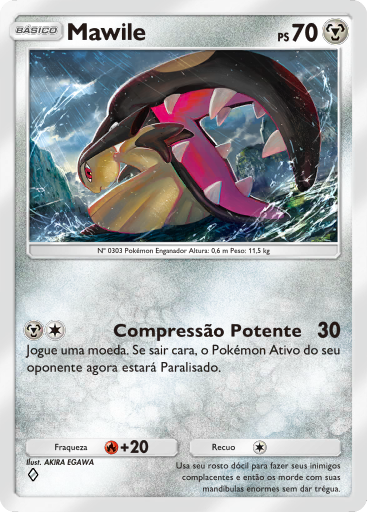 BÁSICO Mawile PS 70
Nº 0303 Pokémon Enganador Altura: 0,6 m Peso: 11,5 kg
Compressão Potente 30
Jogue uma moeda. Se sair cara, o Pokémon Ativo do seu
oponente agora estará Paralisado.
Fraqueza +20 Recuo
Ilust. AKIRA EGAWA
Usa seu rosto dócil para fazer seus inimigos
complacentes e então os morde com suas
mandíbulas enormes sem dar trégua.